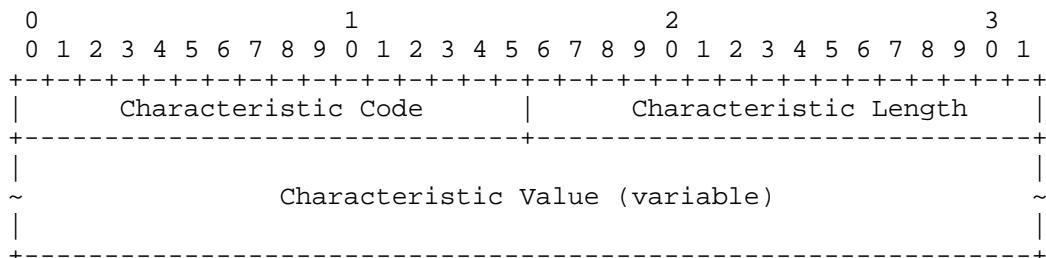 0                   1                   2                   3
 0 1 2 3 4 5 6 7 8 9 0 1 2 3 4 5 6 7 8 9 0 1 2 3 4 5 6 7 8 9 0 1
+-+-+-+-+-+-+-+-+-+-+-+-+-+-+-+-+-+-+-+-+-+-+-+-+-+-+-+-+-+-+-+-+
|      Characteristic Code      |      Characteristic Length    |
+-------------------------------+-------------------------------+
|                                                               |
~                Characteristic Value (variable)                ~
|                                                               |
+---------------------------------------------------------------+